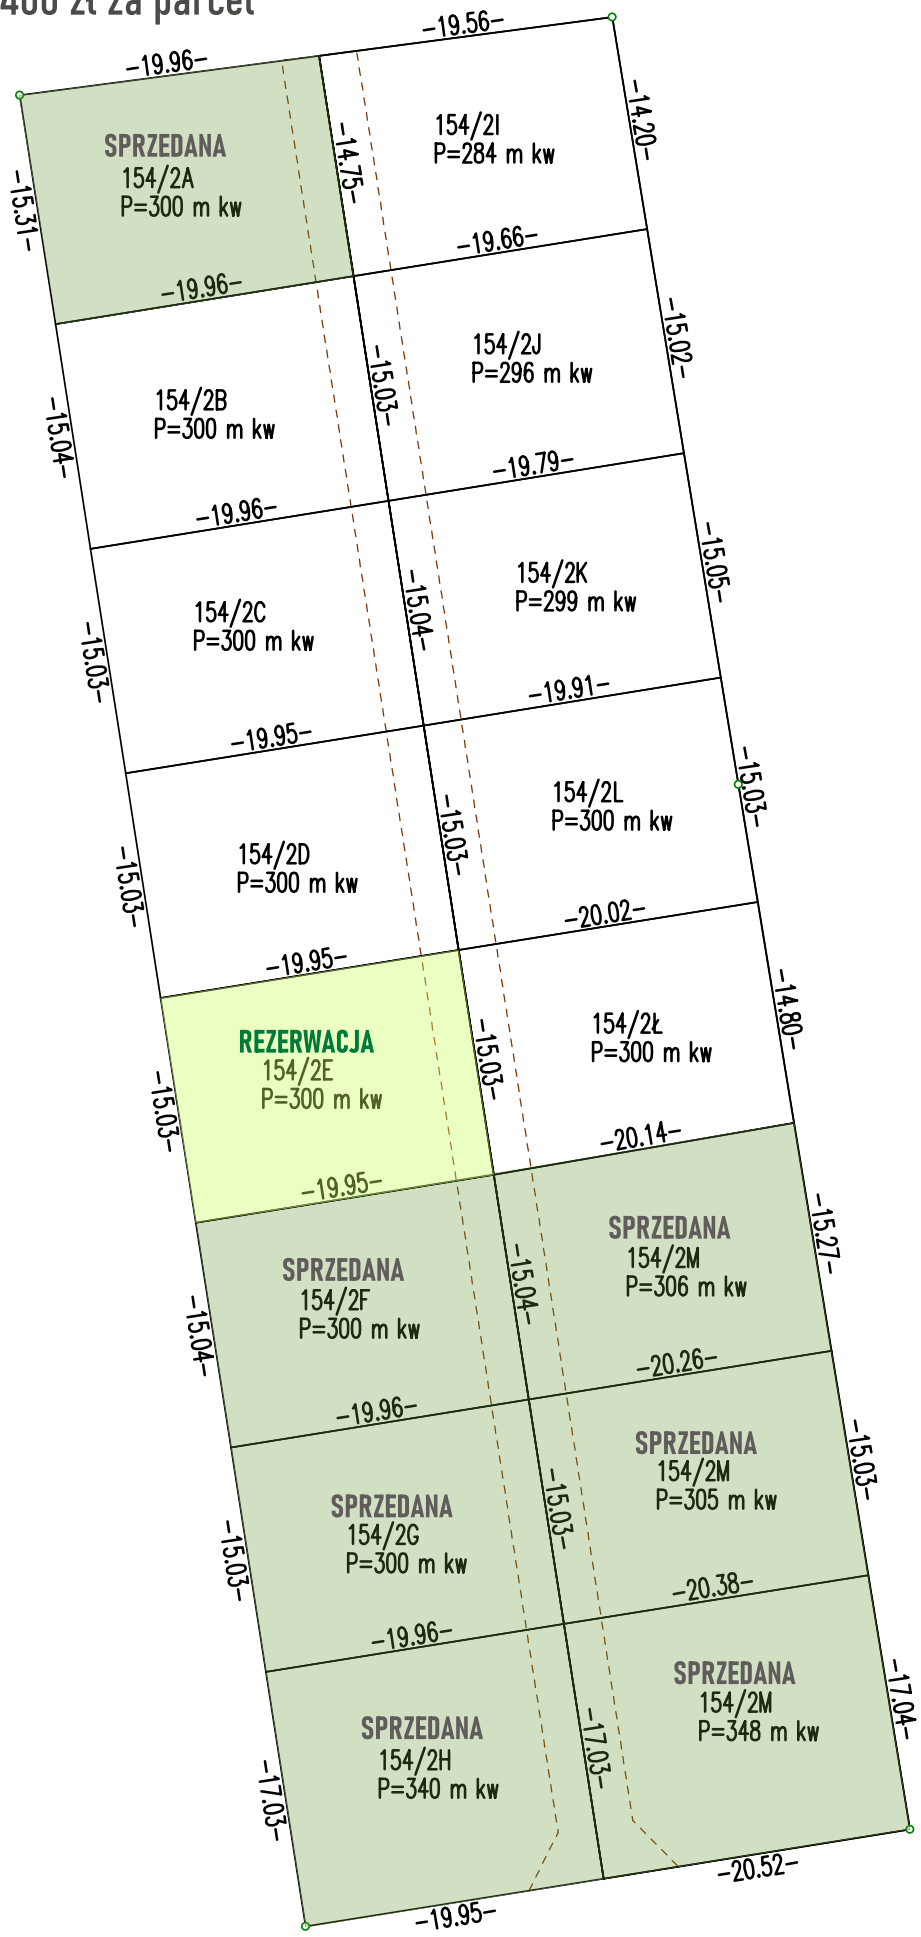 400 zł za parcel
-19.96-
-19.56-
SPRZEDANA
154/2A
P=300 m kw
-15.31-
-14.75-
154/2I
P=284 m kw
-14.20-
-19.96-
-19.66-
154/2B
P=300 m kw
-15.04-
-15.03-
154/2J
P=296 m kw
-15.02-
-19.96-
-19.79-
154/2C
P=300 m kw
-15.03-
-15.04-
154/2K
P=299 m kw
-15.05-
-19.95-
-19.91-
154/2D
P=300 m kw
-15.03-
-15.03-
154/2L
P=300 m kw
-15.03-
-19.95-
-20.02-
REZERWACJA
154/2E
P=300 m kw
-15.03-
-15.03-
154/2Ł
P=300 m kw
-14.80-
-19.95-
-20.14-
SPRZEDANA
154/2F
P=300 m kw
-15.04-
-15.04-
SPRZEDANA
154/2M
P=306 m kw
-15.27-
-19.96-
-20.26-
SPRZEDANA
154/2G
P=300 m kw
-15.03-
-15.03-
SPRZEDANA
154/2M
P=305 m kw
-15.03-
-19.96-
-20.38-
SPRZEDANA
154/2H
P=340 m kw
-17.03-
-17.03-
SPRZEDANA
154/2M
P=348 m kw
-17.04-
-19.95-
-20.52-